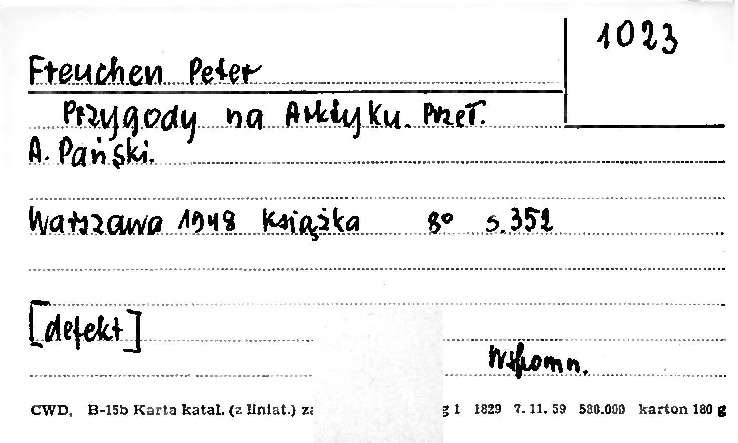 1023
Freuchen Peter
Przygody na Arktyku. Przeł.
A. Pański.
Warszawa 1948 Książka 8° s.352
[defekt]
Wspomn.
CWD, B-15b Karta katal. (z liniat.) g 1 1829 7.11.59 580.000 karton 180 g